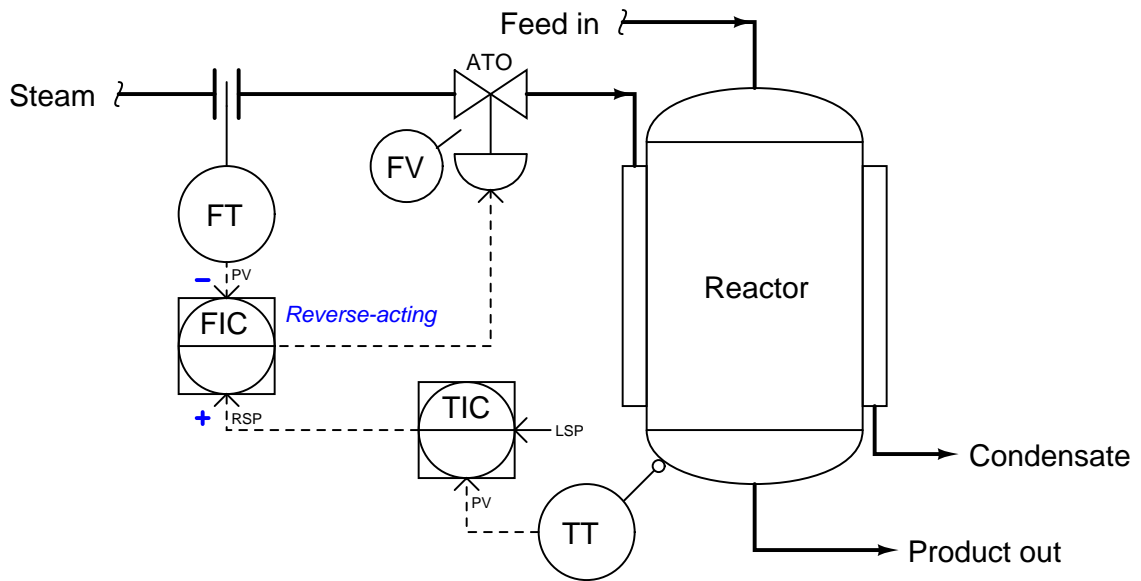 Feed in
ATO
Steam
FV
FT
− PV
FIC
Reverse-acting
Reactor
+ RSP
TIC
LSP
PV
TT
Condensate
Product out